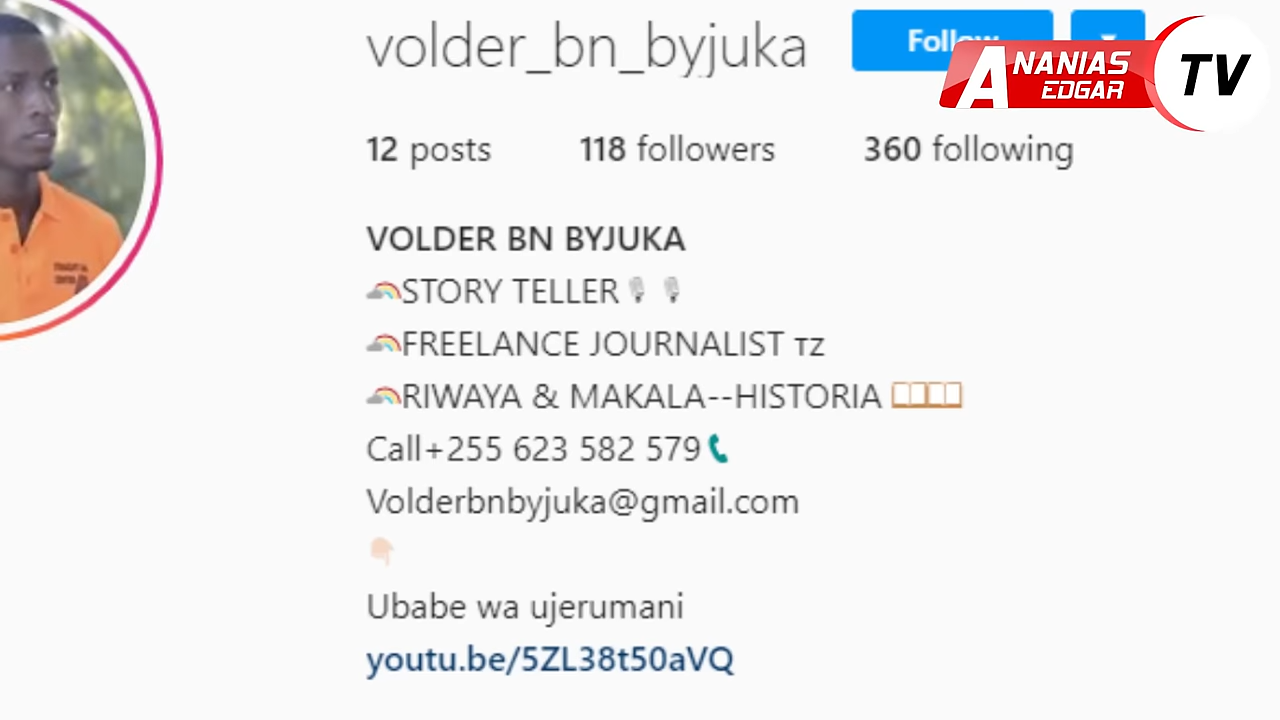 volder_bn_byjuka
Follow
ANANIAS
EDGAR
TV
12 posts 118 followers 360 following
VOLDER BN BYJUKA
🌈STORY TELLER🎙🎙
🌈FREELANCE JOURNALIST TZ
🌈RIWAYA & MAKALA--HISTORIA 📖📖
Call+255 623 582 579📞
Volderbnbyjuka@gmail.com
👇
Ubabe wa ujerumani
youtu.be/5ZL38t50aVQ